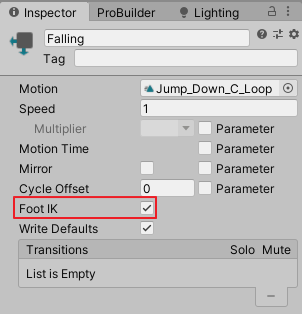 Inspector ProBuilder Lighting
Falling
Tag
Motion Jump_Down_C_Loop
Speed 1
Multiplier Parameter
Motion Time Parameter
Mirror Parameter
Cycle Offset 0 Parameter
Foot IK
Write Defaults
Transitions Solo Mute
List is Empty